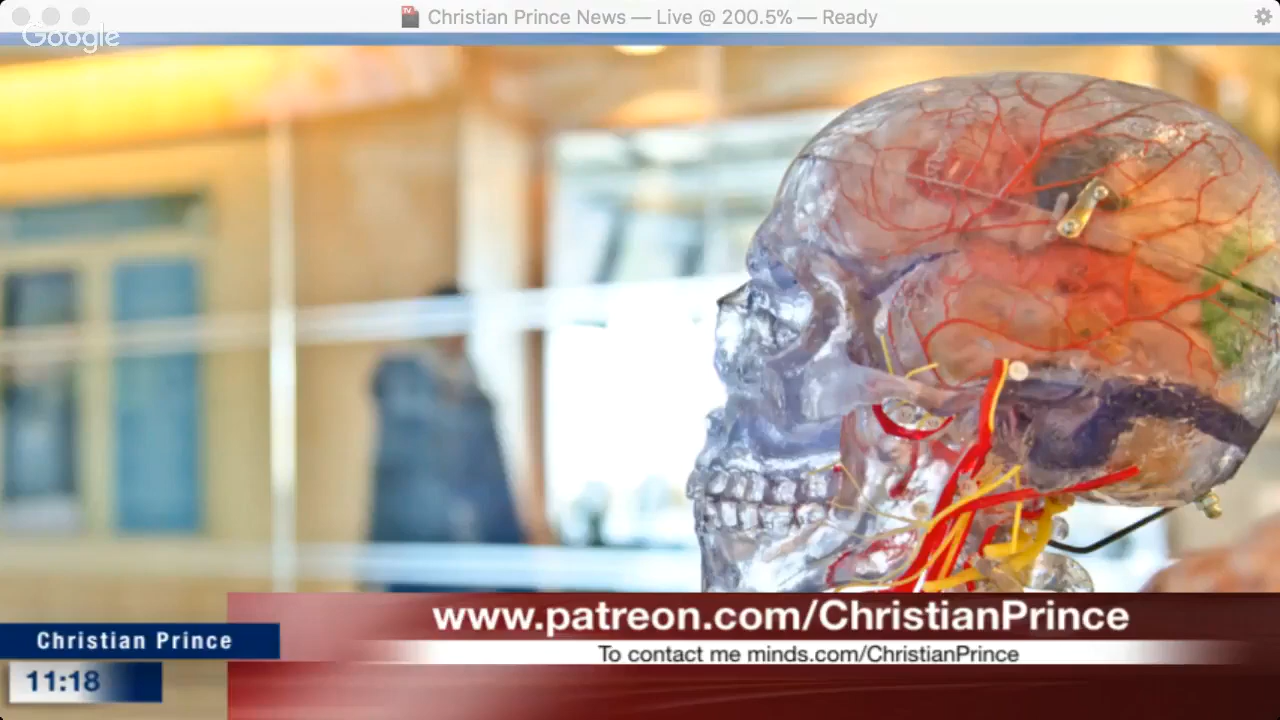 Christian Prince News — Live @ 200.5% — Ready
Google
www.patreon.com/ChristianPrince
Christian Prince
To contact me minds.com/ChristianPrince
11:18